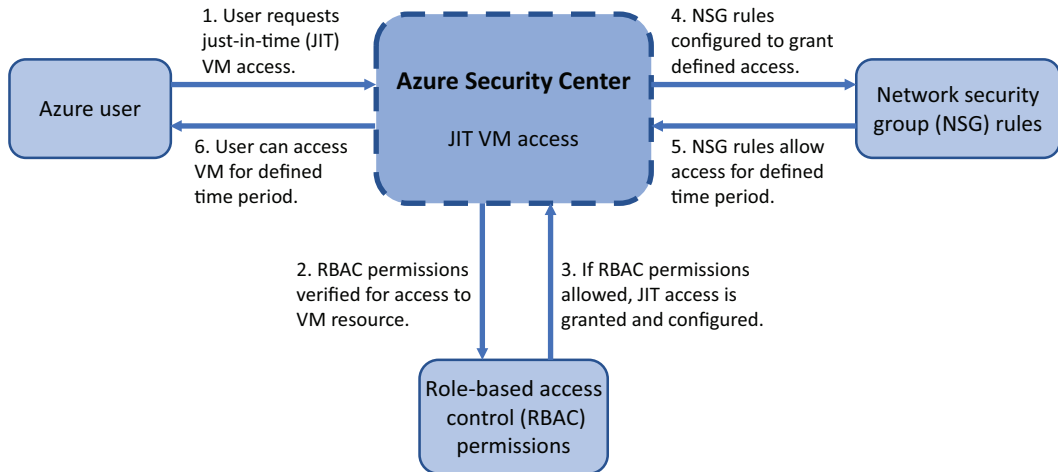 1. User requests
just-in-time (JIT)
VM access.
4. NSG rules
configured to grant
defined access.
Azure user
Azure Security Center
JIT VM access
Network security
group (NSG) rules
6. User can access
VM for defined
time period.
5. NSG rules allow
access for defined
time period.
2. RBAC permissions
verified for access to
VM resource.
3. If RBAC permissions
allowed, JIT access is
granted and configured.
Role-based access
control (RBAC)
permissions